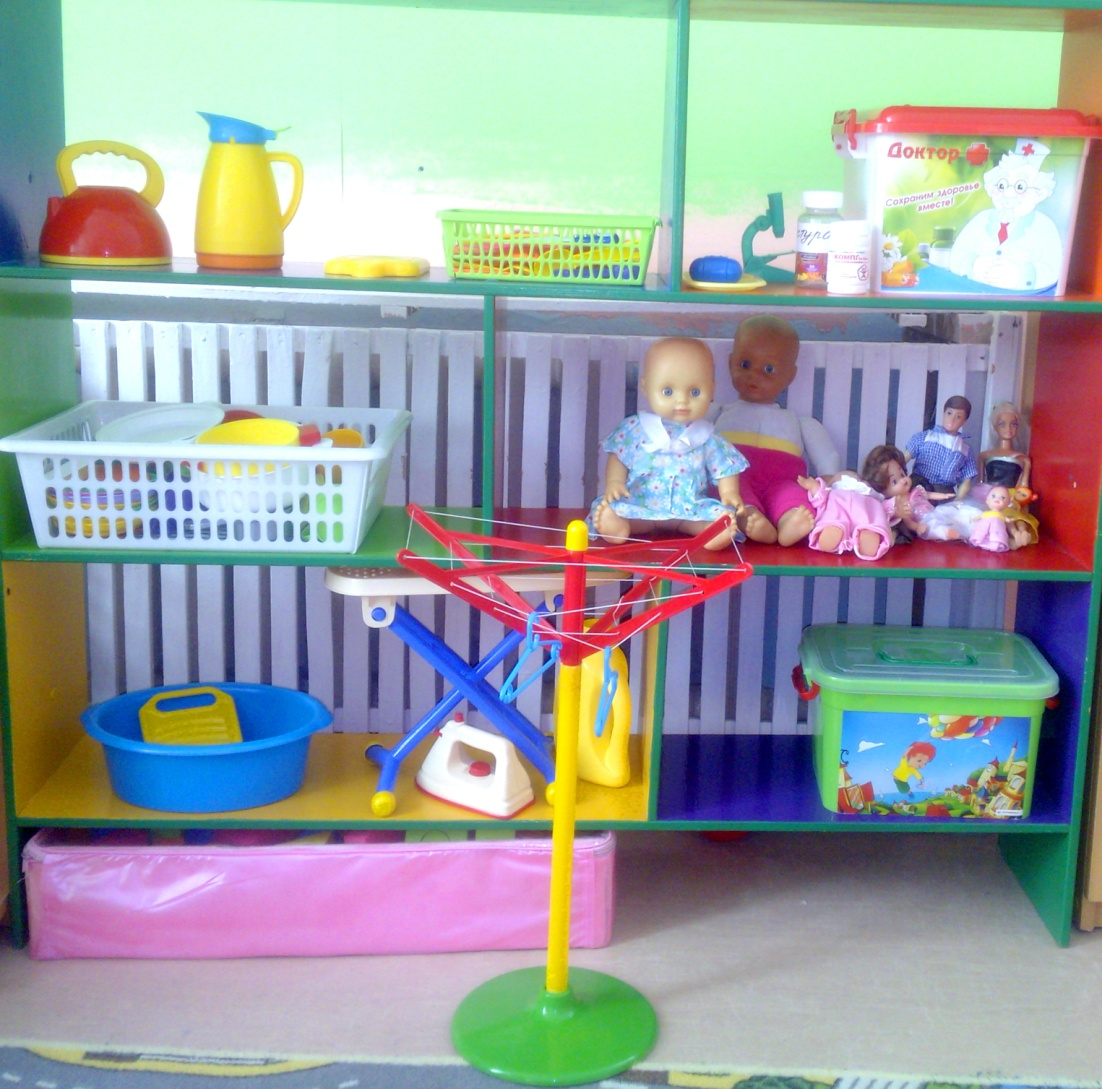 Доктор
Сохраним здоровье
вместе!